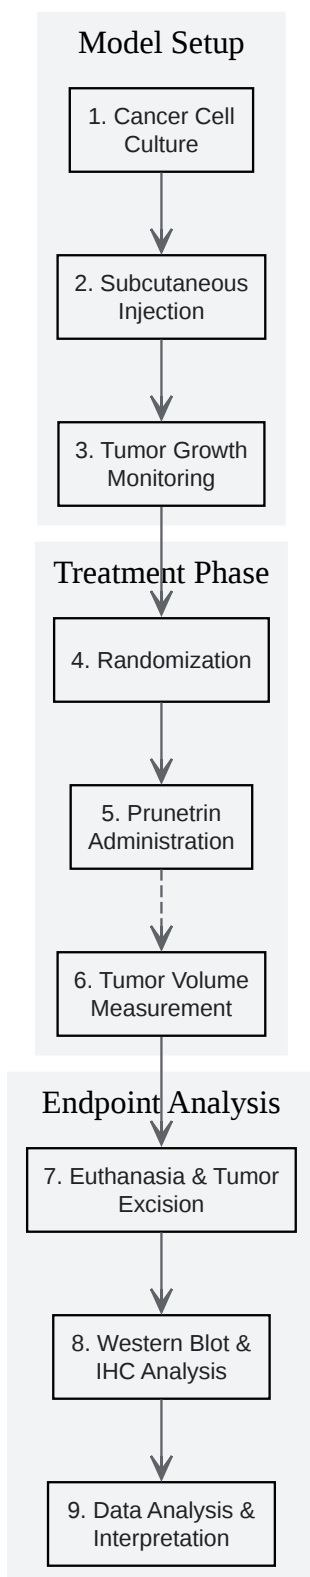 Model Setup
1. Cancer Cell
Culture
2. Subcutaneous
Injection
3. Tumor Growth
Monitoring
Treatment Phase
4. Randomization
5. Prunetrin
Administration
6. Tumor Volume
Measurement
Endpoint Analysis
7. Euthanasia & Tumor
Excision
8. Western Blot &
IHC Analysis
9. Data Analysis &
Interpretation